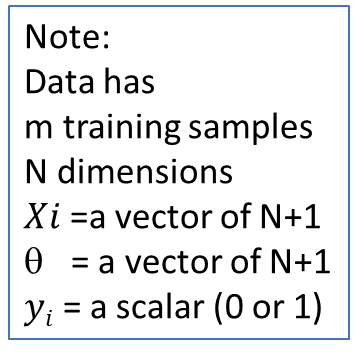 Note:
Data has
m training samples
N dimensions
Xi =a vector of N+1
θ = a vector of N+1
yᵢ = a scalar (0 or 1)